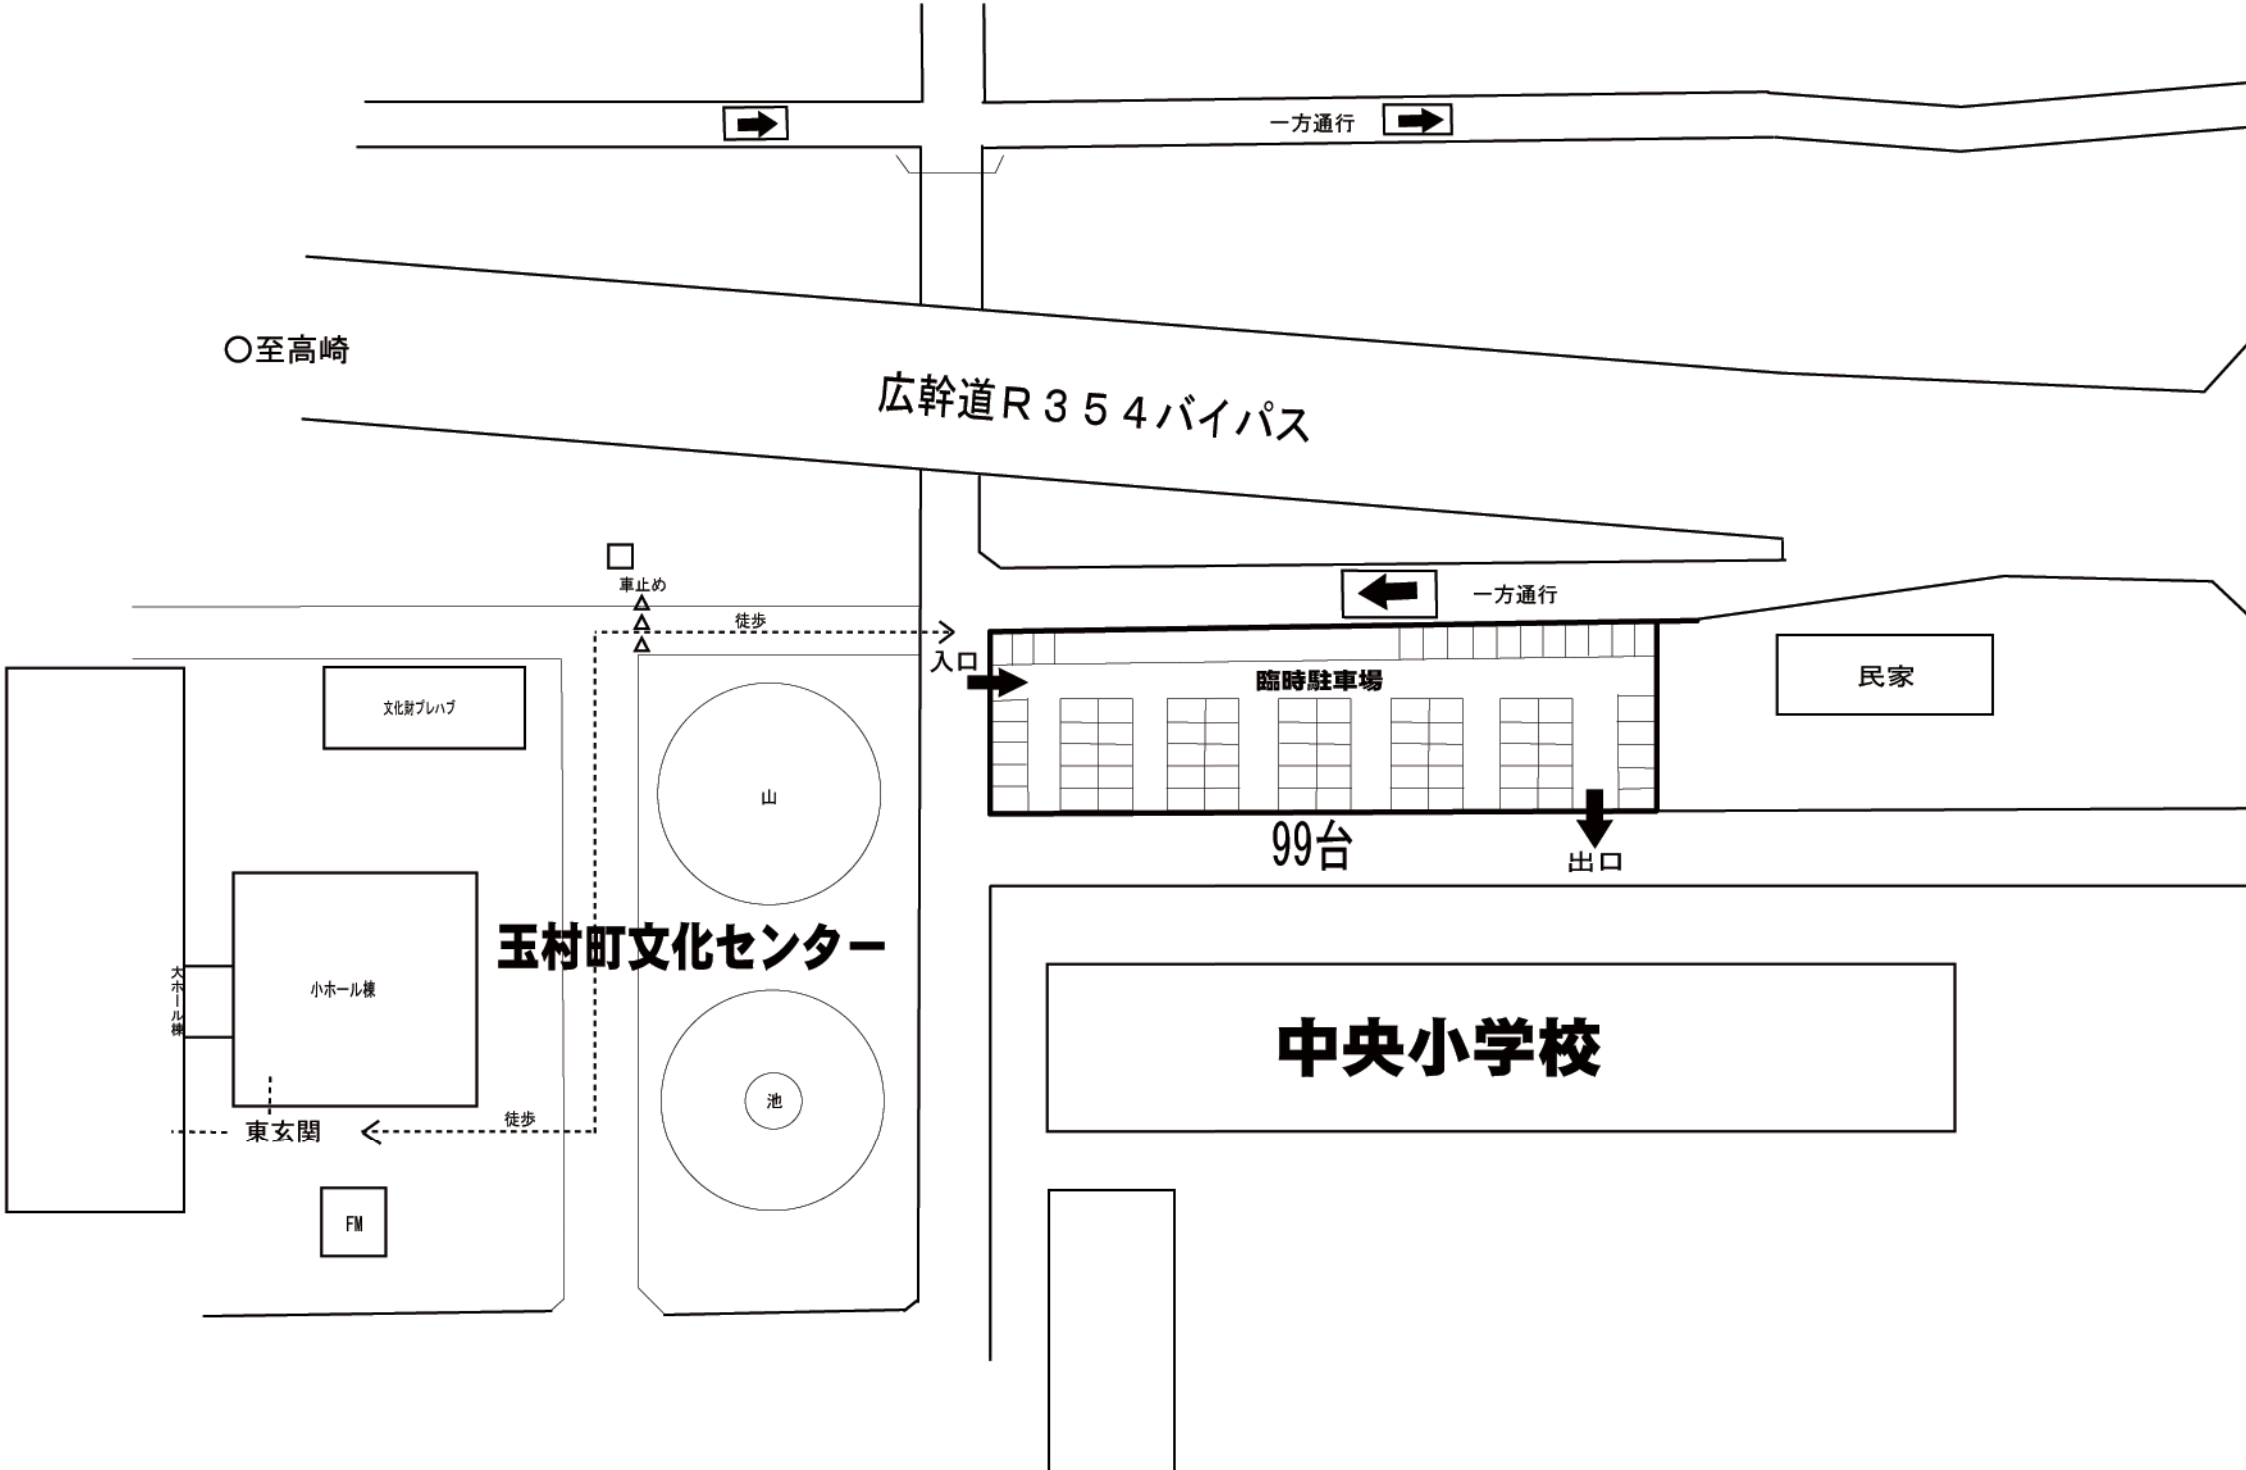 一方通行
○至高崎
広幹道R354バイパス
車止め
一方通行
徒歩
入口
臨時駐車場
民家
文化財プレハブ
山
99台
出口
玉村町文化センター
大ホール棟
小ホール棟
中央小学校
池
徒歩
東玄関
FM